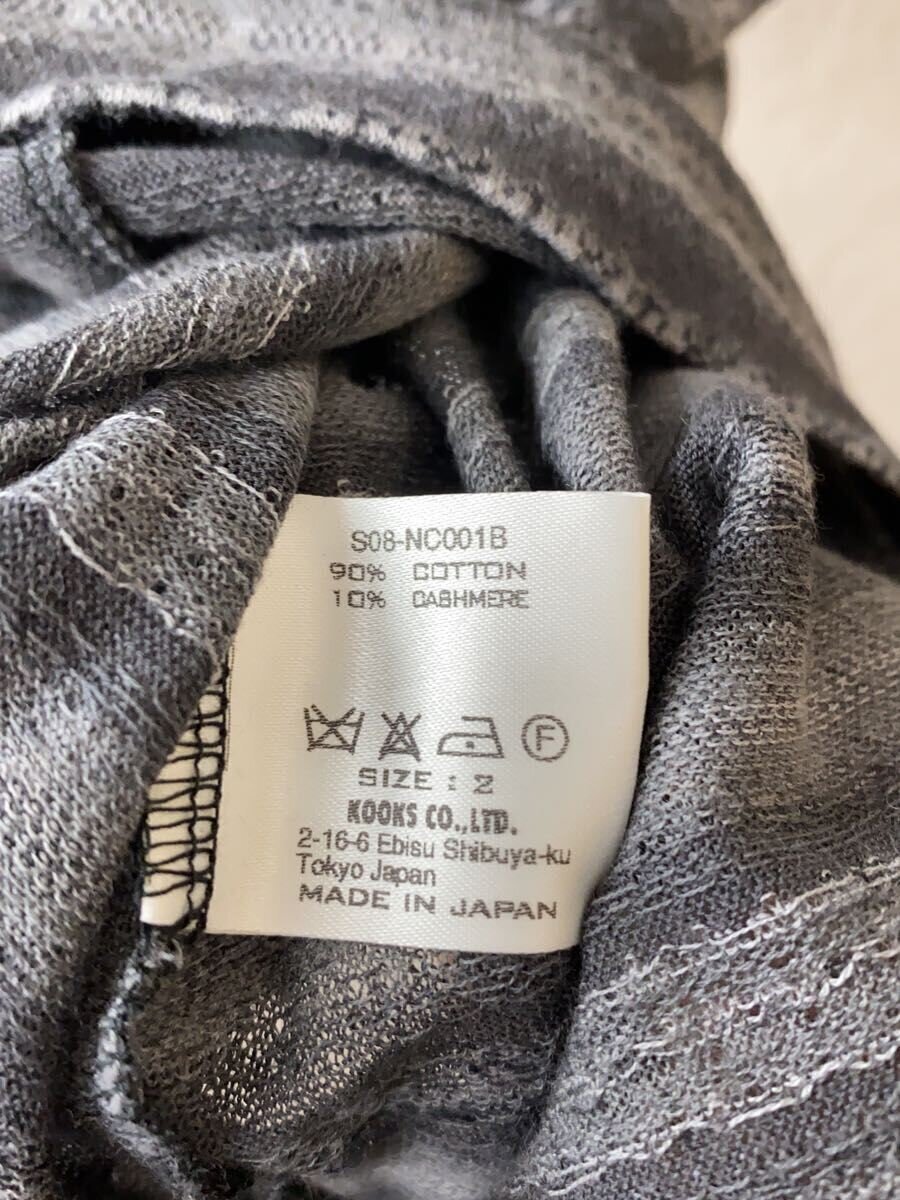 S08-NC001B
90% COTTON
10% CASHMERE
F
SIZE : 2
KOOKS CO.,LTD.
2-16-6 Ebisu Shibuya-ku
Tokyo Japan
MADE IN JAPAN